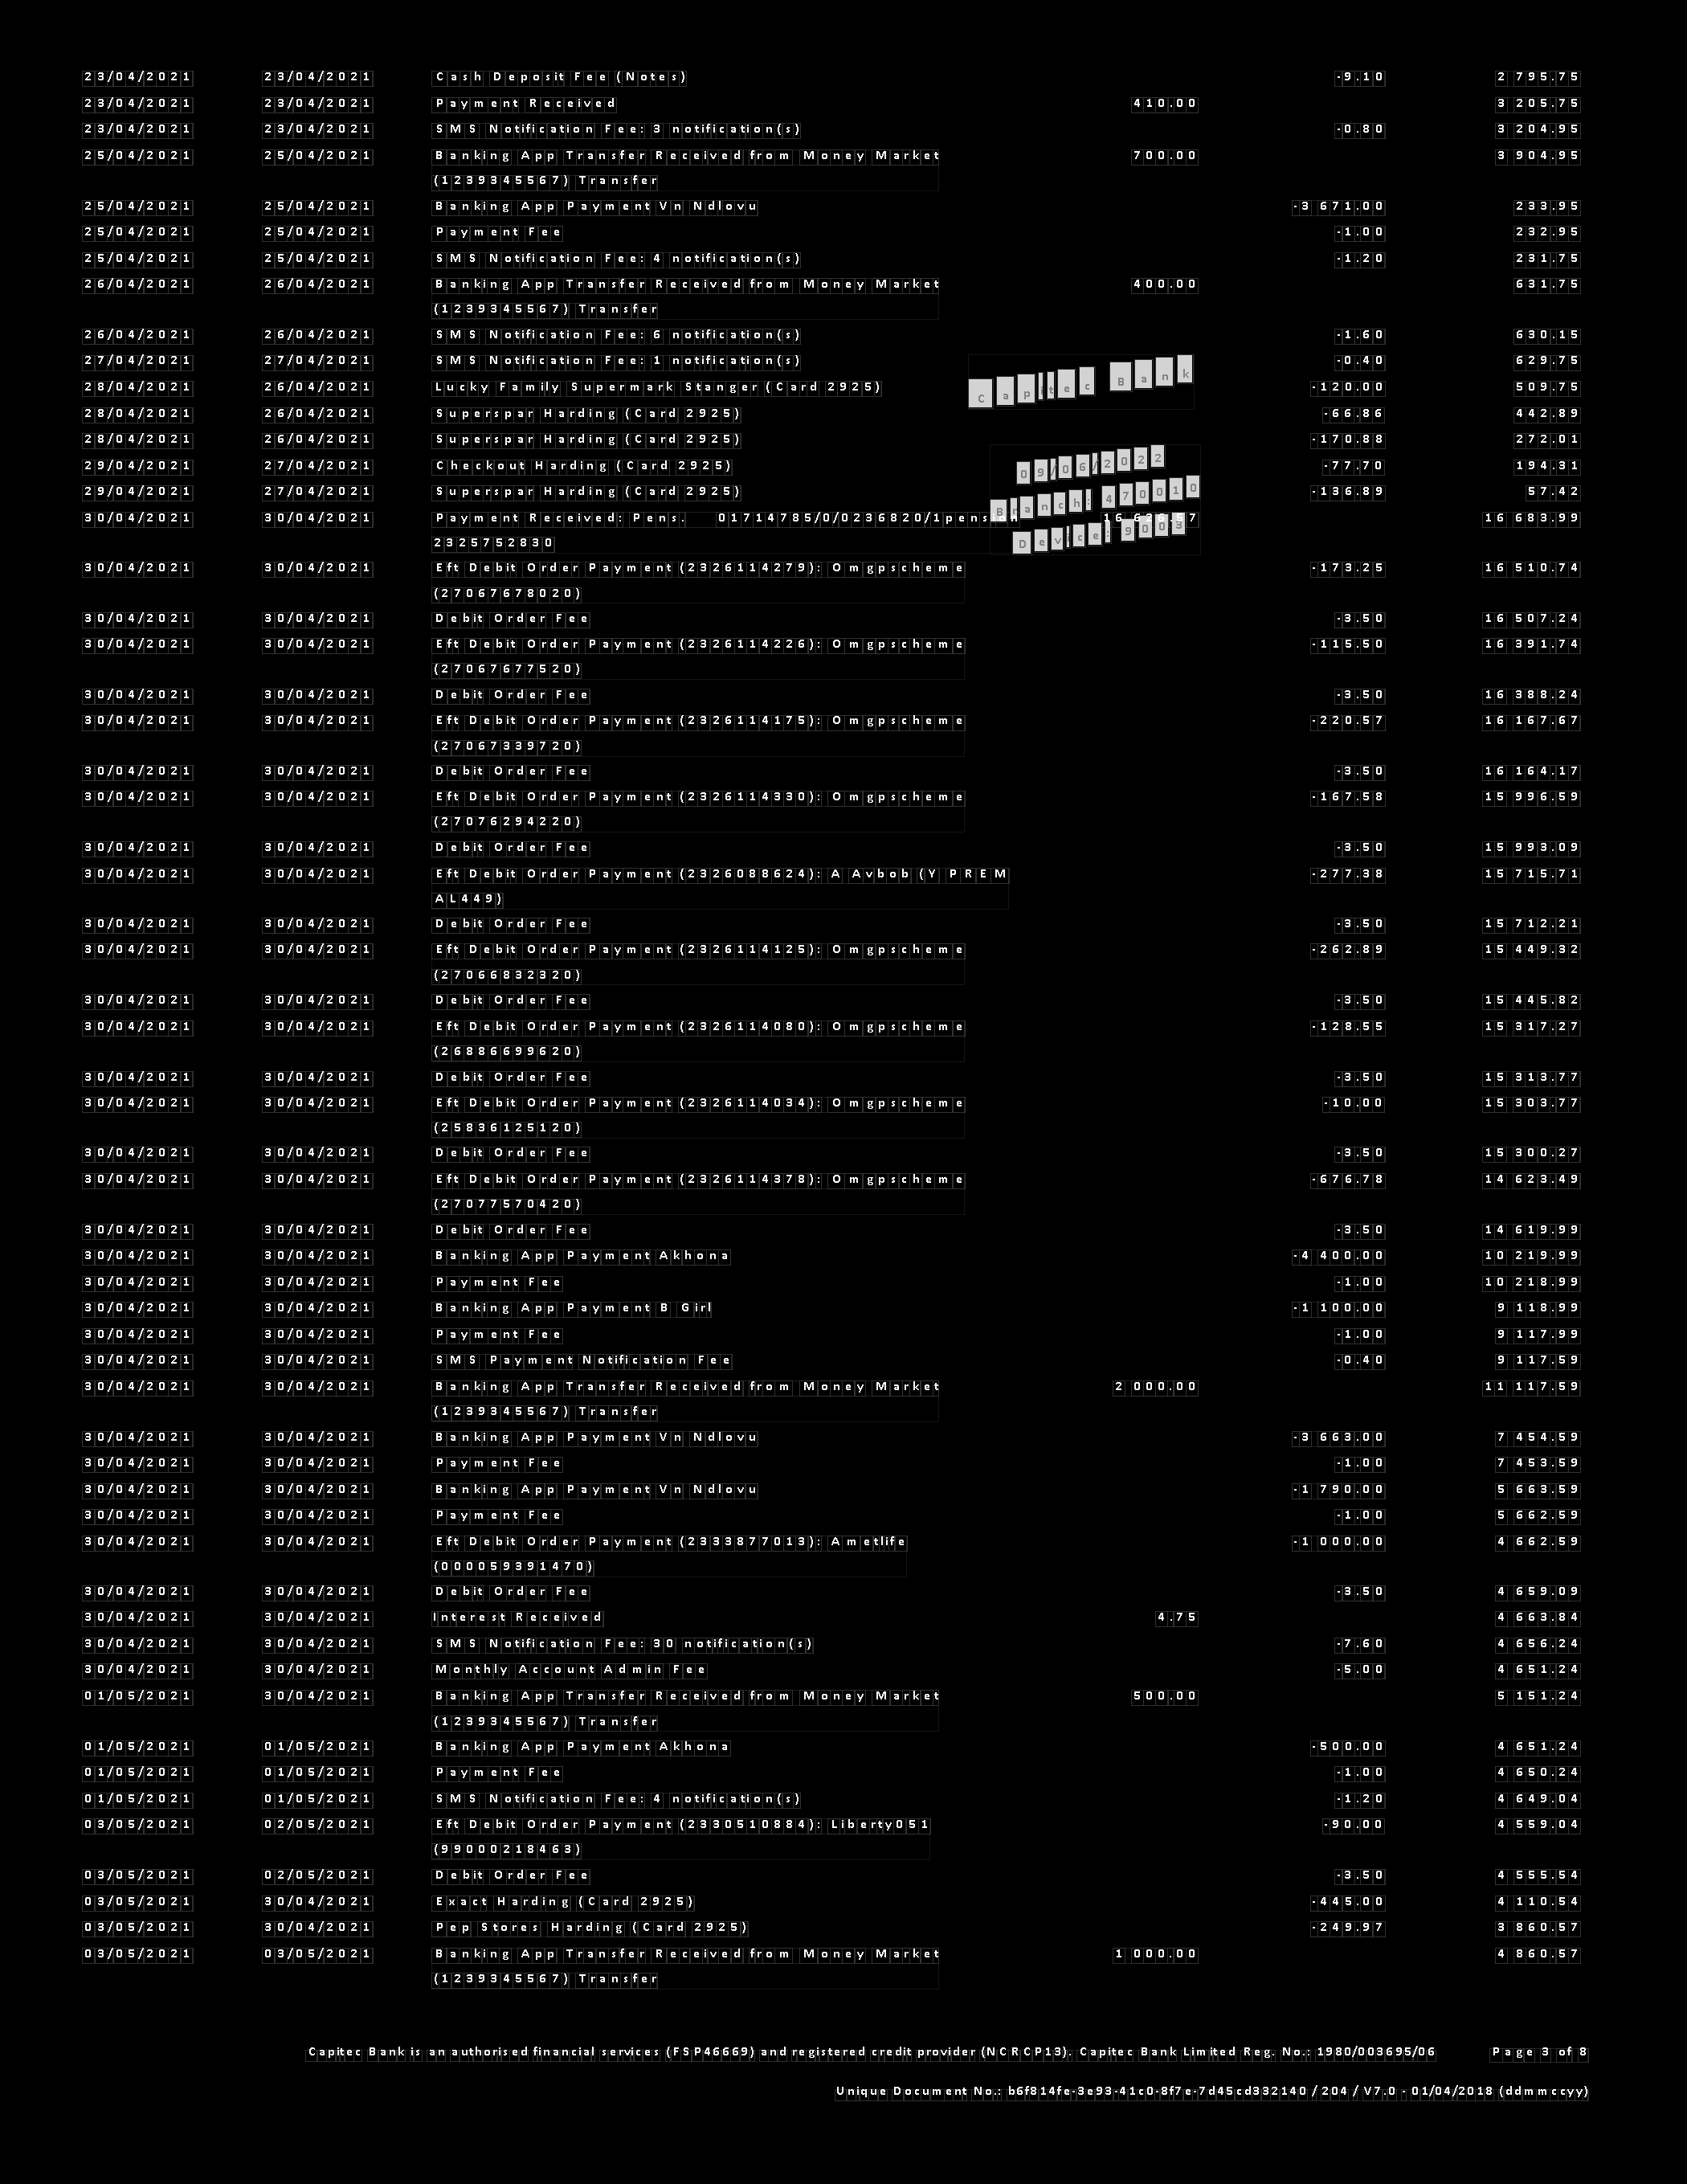 23/04/2021 23/04/2021 Cash Deposit Fee (Notes) -9.10 2 795.75
23/04/2021 23/04/2021 Payment Received 410.00 3 205.75
23/04/2021 23/04/2021 SMS Notification Fee: 3 notification(s) -0.80 3 204.95
25/04/2021 25/04/2021 Banking App Transfer Received from Money Market 700.00 3 904.95
(1239345567) Transfer
25/04/2021 25/04/2021 Banking App Payment Vn Ndlovu -3 671.00 233.95
25/04/2021 25/04/2021 Payment Fee -1.00 232.95
25/04/2021 25/04/2021 SMS Notification Fee: 4 notification(s) -1.20 231.75
26/04/2021 26/04/2021 Banking App Transfer Received from Money Market 400.00 631.75
(1239345567) Transfer
26/04/2021 26/04/2021 SMS Notification Fee: 6 notification(s) -1.60 630.15
27/04/2021 27/04/2021 SMS Notification Fee: 1 notification(s) -0.40 629.75
Capitec Bank
28/04/2021 26/04/2021 Lucky Family Supermark Stanger (Card 2925) -120.00 509.75
28/04/2021 26/04/2021 Superspar Harding (Card 2925) -66.86 442.89
28/04/2021 26/04/2021 Superspar Harding (Card 2925) -170.88 272.01
09/06/2022
29/04/2021 27/04/2021 Checkout Harding (Card 2925) -77.70 194.31
29/04/2021 27/04/2021 Superspar Harding (Card 2925) -136.89 57.42
Branch: 470010
30/04/2021 30/04/2021 Payment Received: Pens. 01714785/0/0236820/1pension 16 683.99
Device: 9003
2325752830
30/04/2021 30/04/2021 Eft Debit Order Payment (2326114279): Omgpscheme -173.25 16 510.74
(27067678020)
30/04/2021 30/04/2021 Debit Order Fee -3.50 16 507.24
30/04/2021 30/04/2021 Eft Debit Order Payment (2326114226): Omgpscheme -115.50 16 391.74
(27067677520)
30/04/2021 30/04/2021 Debit Order Fee -3.50 16 388.24
30/04/2021 30/04/2021 Eft Debit Order Payment (2326114175): Omgpscheme -220.57 16 167.67
(27067339720)
30/04/2021 30/04/2021 Debit Order Fee -3.50 16 164.17
30/04/2021 30/04/2021 Eft Debit Order Payment (2326114330): Omgpscheme -167.58 15 996.59
(27076294220)
30/04/2021 30/04/2021 Debit Order Fee -3.50 15 993.09
30/04/2021 30/04/2021 Eft Debit Order Payment (2326088624): A Avbob (Y PREM -277.38 15 715.71
AL449)
30/04/2021 30/04/2021 Debit Order Fee -3.50 15 712.21
30/04/2021 30/04/2021 Eft Debit Order Payment (2326114125): Omgpscheme -262.89 15 449.32
(27066832320)
30/04/2021 30/04/2021 Debit Order Fee -3.50 15 445.82
30/04/2021 30/04/2021 Eft Debit Order Payment (2326114080): Omgpscheme -128.55 15 317.27
(26886699620)
30/04/2021 30/04/2021 Debit Order Fee -3.50 15 313.77
30/04/2021 30/04/2021 Eft Debit Order Payment (2326114034): Omgpscheme -10.00 15 303.77
(25836125120)
30/04/2021 30/04/2021 Debit Order Fee -3.50 15 300.27
30/04/2021 30/04/2021 Eft Debit Order Payment (2326114378): Omgpscheme -676.78 14 623.49
(27077570420)
30/04/2021 30/04/2021 Debit Order Fee -3.50 14 619.99
30/04/2021 30/04/2021 Banking App Payment Akhona -4 400.00 10 219.99
30/04/2021 30/04/2021 Payment Fee -1.00 10 218.99
30/04/2021 30/04/2021 Banking App Payment B Girl -1 100.00 9 118.99
30/04/2021 30/04/2021 Payment Fee -1.00 9 117.99
30/04/2021 30/04/2021 SMS Payment Notification Fee -0.40 9 117.59
30/04/2021 30/04/2021 Banking App Transfer Received from Money Market 2 000.00 11 117.59
(1239345567) Transfer
30/04/2021 30/04/2021 Banking App Payment Vn Ndlovu -3 663.00 7 454.59
30/04/2021 30/04/2021 Payment Fee -1.00 7 453.59
30/04/2021 30/04/2021 Banking App Payment Vn Ndlovu -1 790.00 5 663.59
30/04/2021 30/04/2021 Payment Fee -1.00 5 662.59
30/04/2021 30/04/2021 Eft Debit Order Payment (2333877013): Ametlife -1 000.00 4 662.59
(000059391470)
30/04/2021 30/04/2021 Debit Order Fee -3.50 4 659.09
30/04/2021 30/04/2021 Interest Received 4.75 4 663.84
30/04/2021 30/04/2021 SMS Notification Fee: 30 notification(s) -7.60 4 656.24
30/04/2021 30/04/2021 Monthly Account Admin Fee -5.00 4 651.24
01/05/2021 30/04/2021 Banking App Transfer Received from Money Market 500.00 5 151.24
(1239345567) Transfer
01/05/2021 01/05/2021 Banking App Payment Akhona -500.00 4 651.24
01/05/2021 01/05/2021 Payment Fee -1.00 4 650.24
01/05/2021 01/05/2021 SMS Notification Fee: 4 notification(s) -1.20 4 649.04
03/05/2021 02/05/2021 Eft Debit Order Payment (2330510884): Liberty051 -90.00 4 559.04
(99000218463)
03/05/2021 02/05/2021 Debit Order Fee -3.50 4 555.54
03/05/2021 30/04/2021 Exact Harding (Card 2925) -445.00 4 110.54
03/05/2021 30/04/2021 Pep Stores Harding (Card 2925) -249.97 3 860.57
03/05/2021 03/05/2021 Banking App Transfer Received from Money Market 1 000.00 4 860.57
(1239345567) Transfer
Capitec Bank is an authorised financial services (FSP46669) and registered credit provider (NCRCP13). Capitec Bank Limited Reg. No.: 1980/003695/06 Page 3 of 8
Unique Document No.: b6f814fe-3e93-41c0-8f7e-7d45cd332140 / 204 / V7.0 - 01/04/2018 (ddmmccyy)